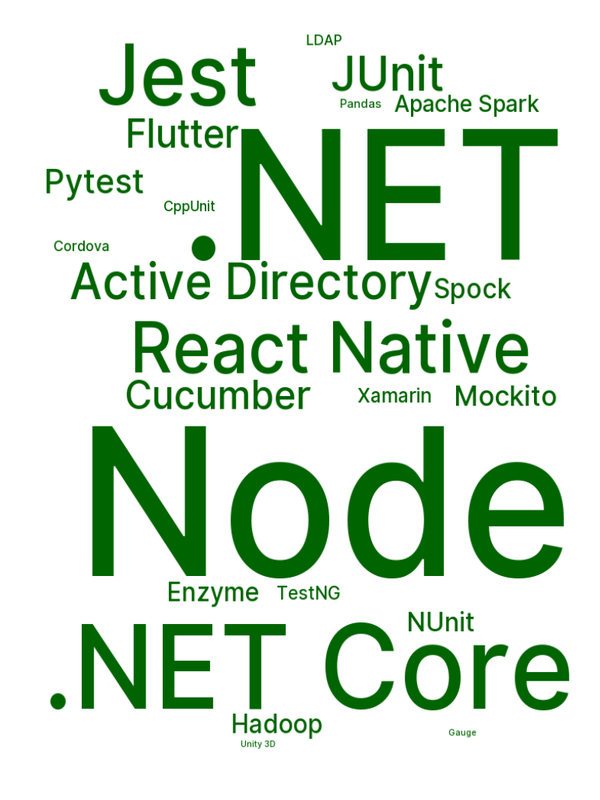 LDAP
Jest
JUnit
Pandas
Apache Spark
Flutter
.NET
Pytest
CppUnit
Cordova
Active Directory
Spock
React Native
Cucumber
Xamarin
Mockito
Node
Enzyme
TestNG
NUnit
.NET Core
Hadoop
Gauge
Unity 3D